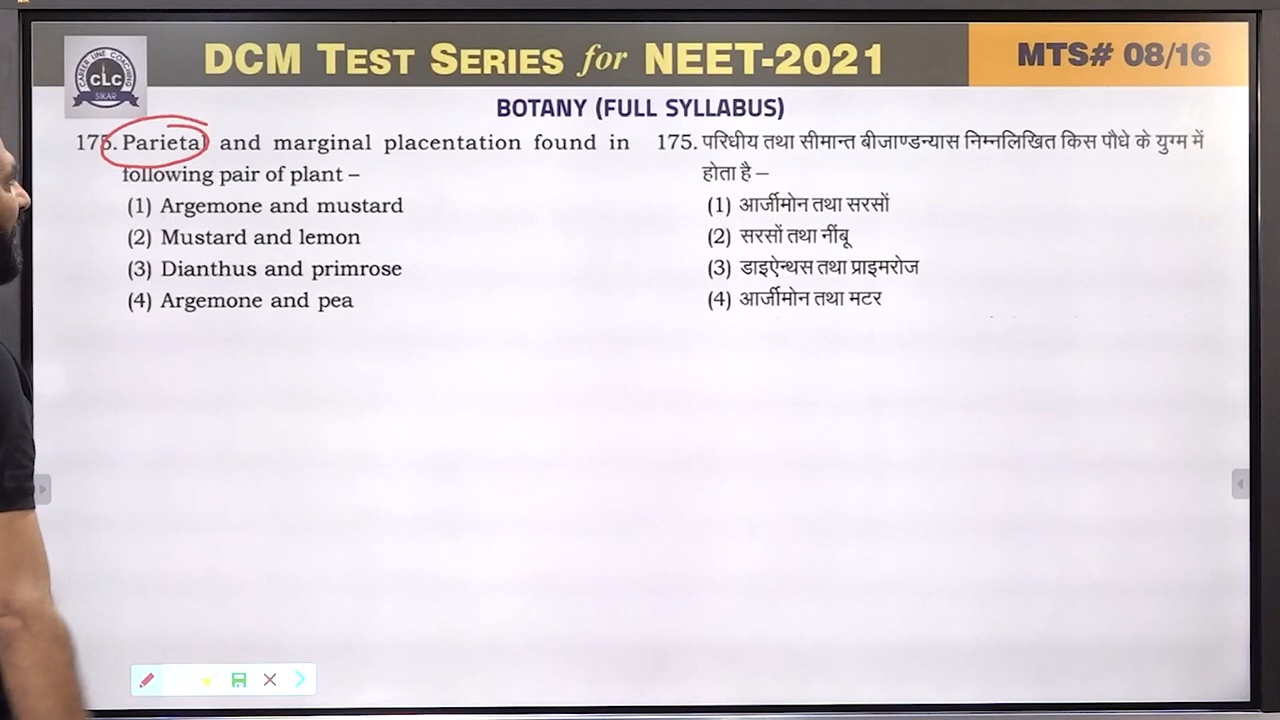 DCM TEST SERIES for NEET-2021
MTS# 08/16
CAREER LINE COACHING
CLC
SIKAR
BOTANY (FULL SYLLABUS)
175. Parietal and marginal placentation found in
following pair of plant –
(1) Argemone and mustard
(2) Mustard and lemon
(3) Dianthus and primrose
(4) Argemone and pea
175. परिधीय तथा सीमान्त बीजाण्डन्यास निम्नलिखित किस पौधे के युग्म में
होता है –
(1) आर्जीमोन तथा सरसों
(2) सरसों तथा नींबू
(3) डाइऐन्थस तथा प्राइमरोज
(4) आर्जीमोन तथा मटर